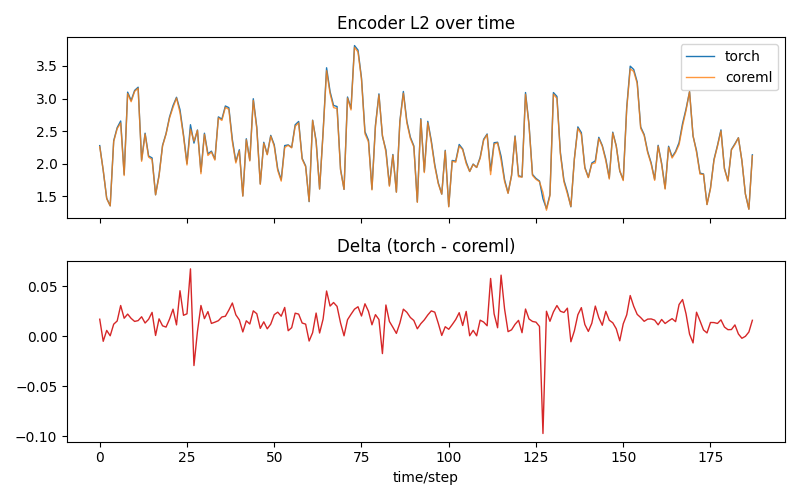 Encoder L2 over time
3.5
3.0
2.5
2.0
1.5
torch
coreml
Delta (torch - coreml)
0.05
0.00
−0.05
−0.10
0 25 50 75 100 125 150 175
time/step